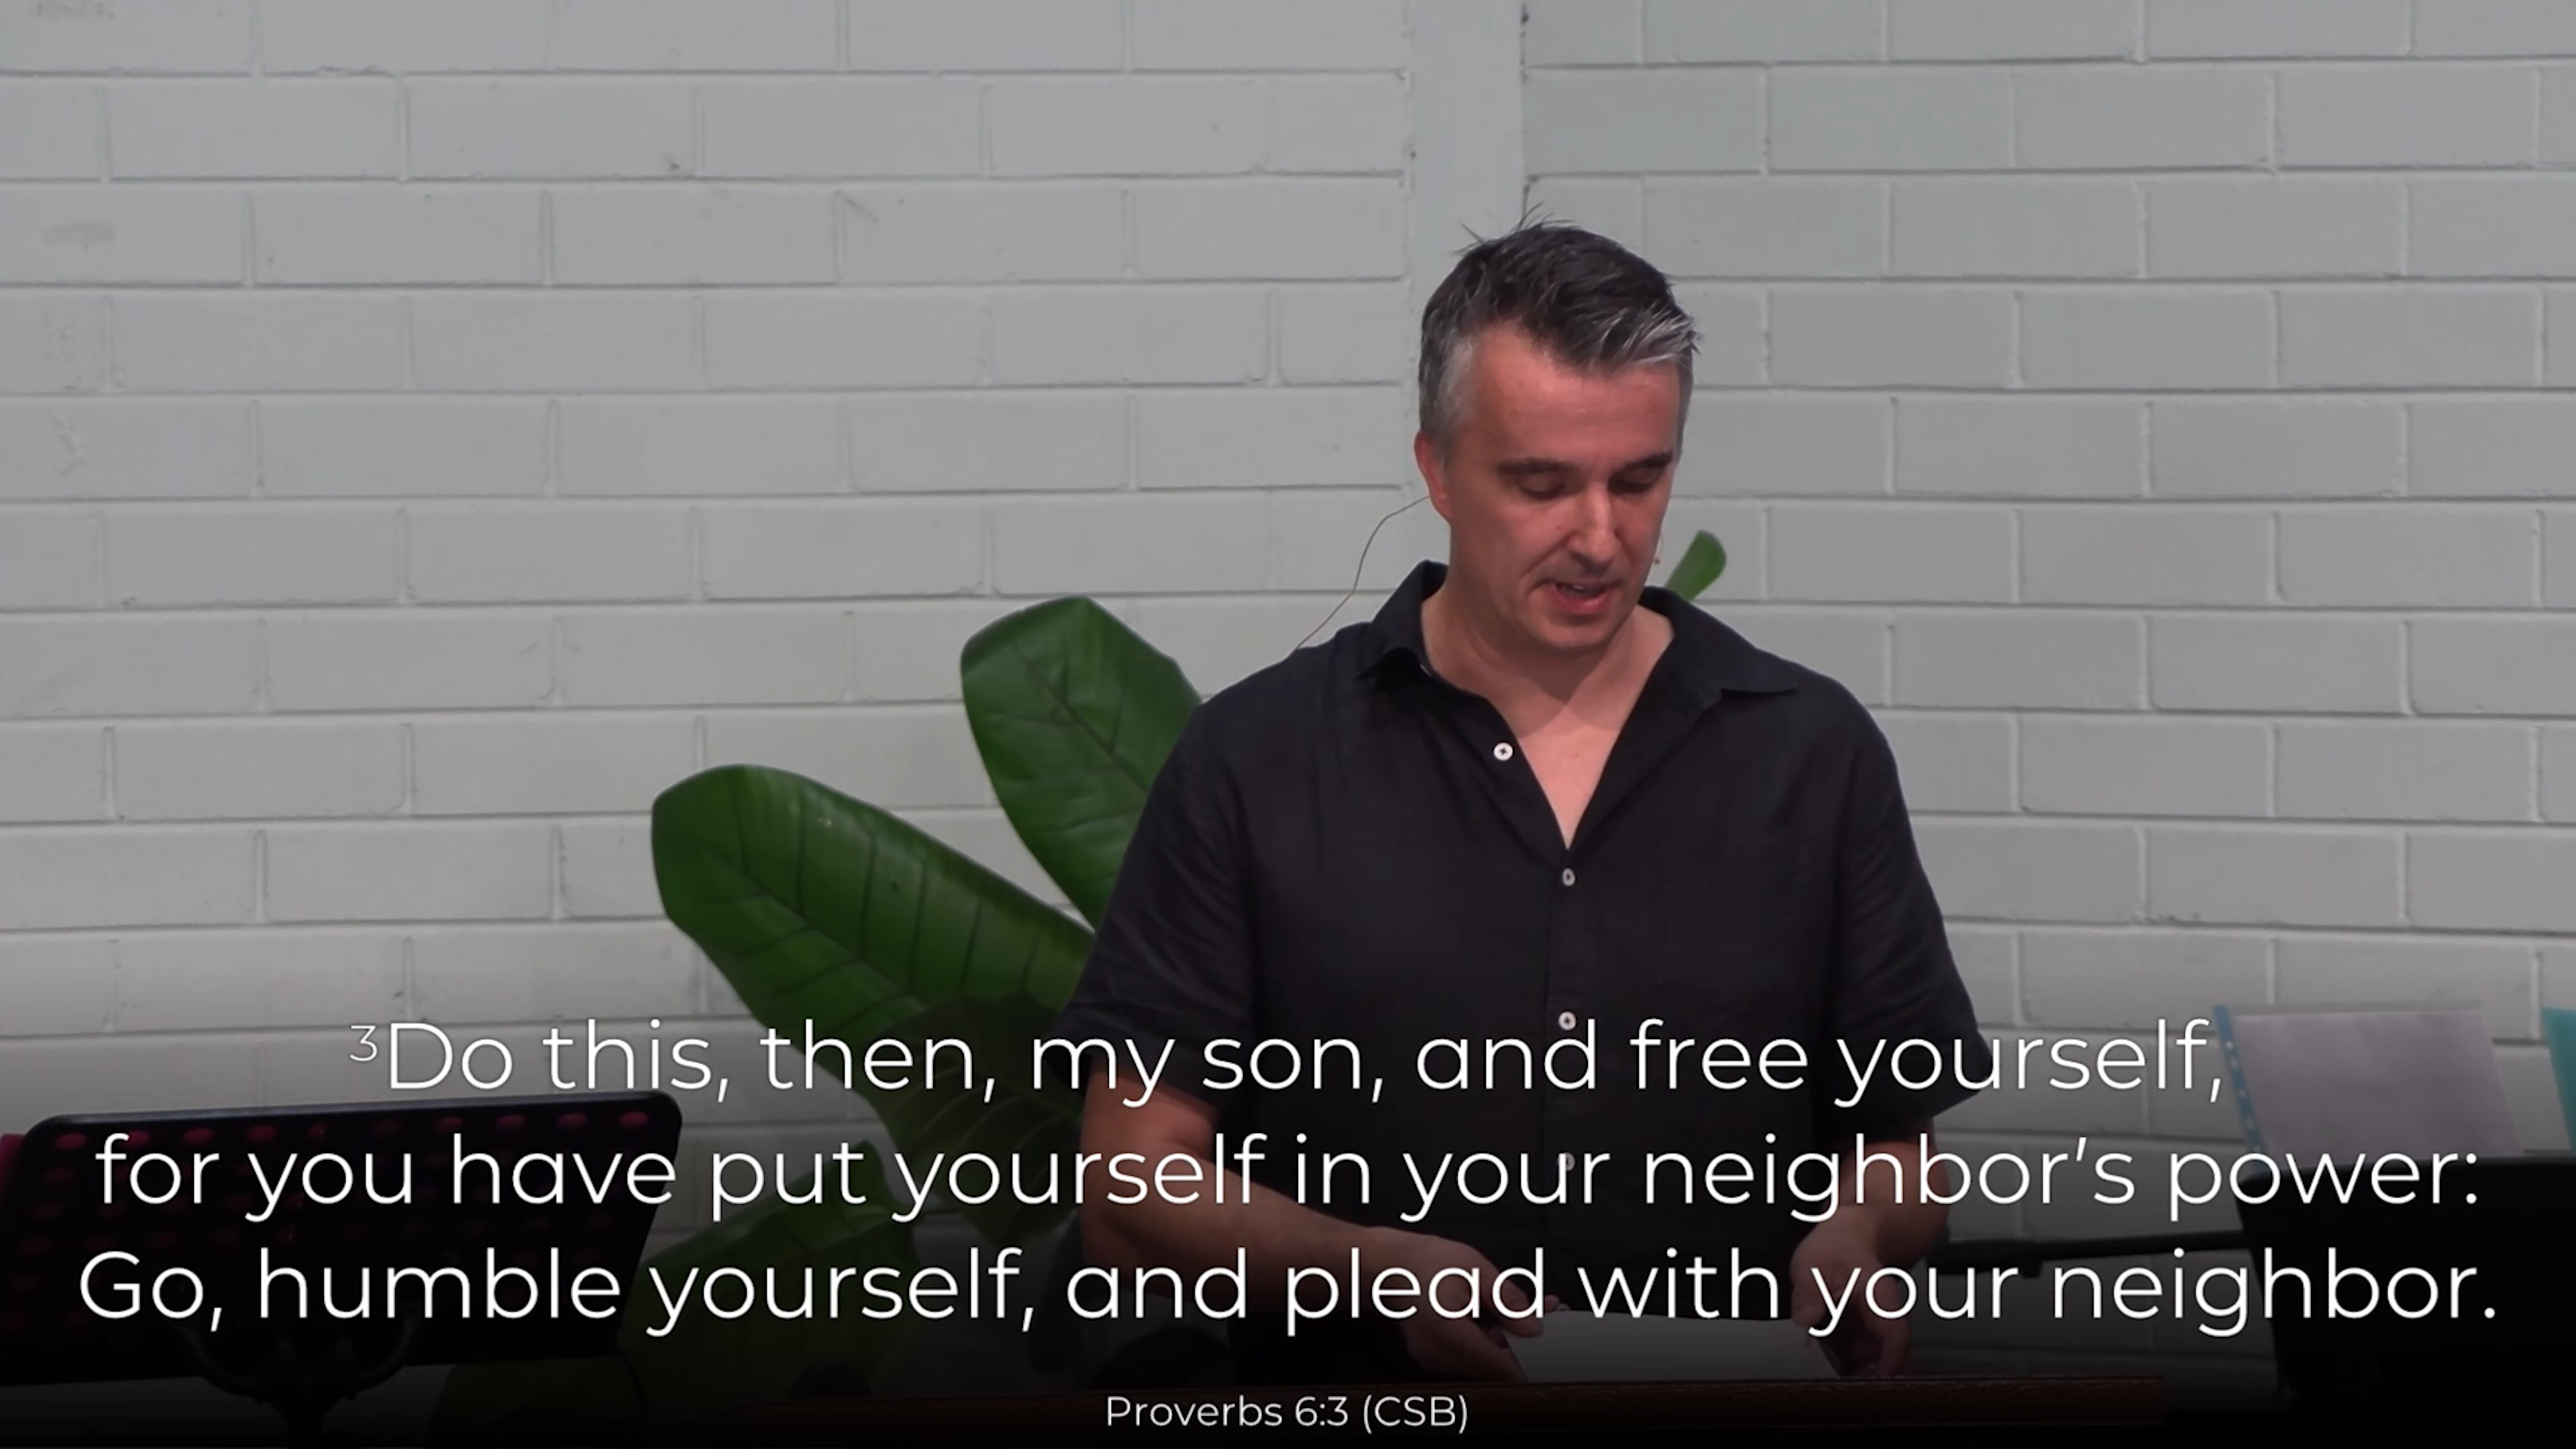 ³Do this, then, my son, and free yourself,
for you have put yourself in your neighbor's power:
Go, humble yourself, and plead with your neighbor.
Proverbs 6:3 (CSB)